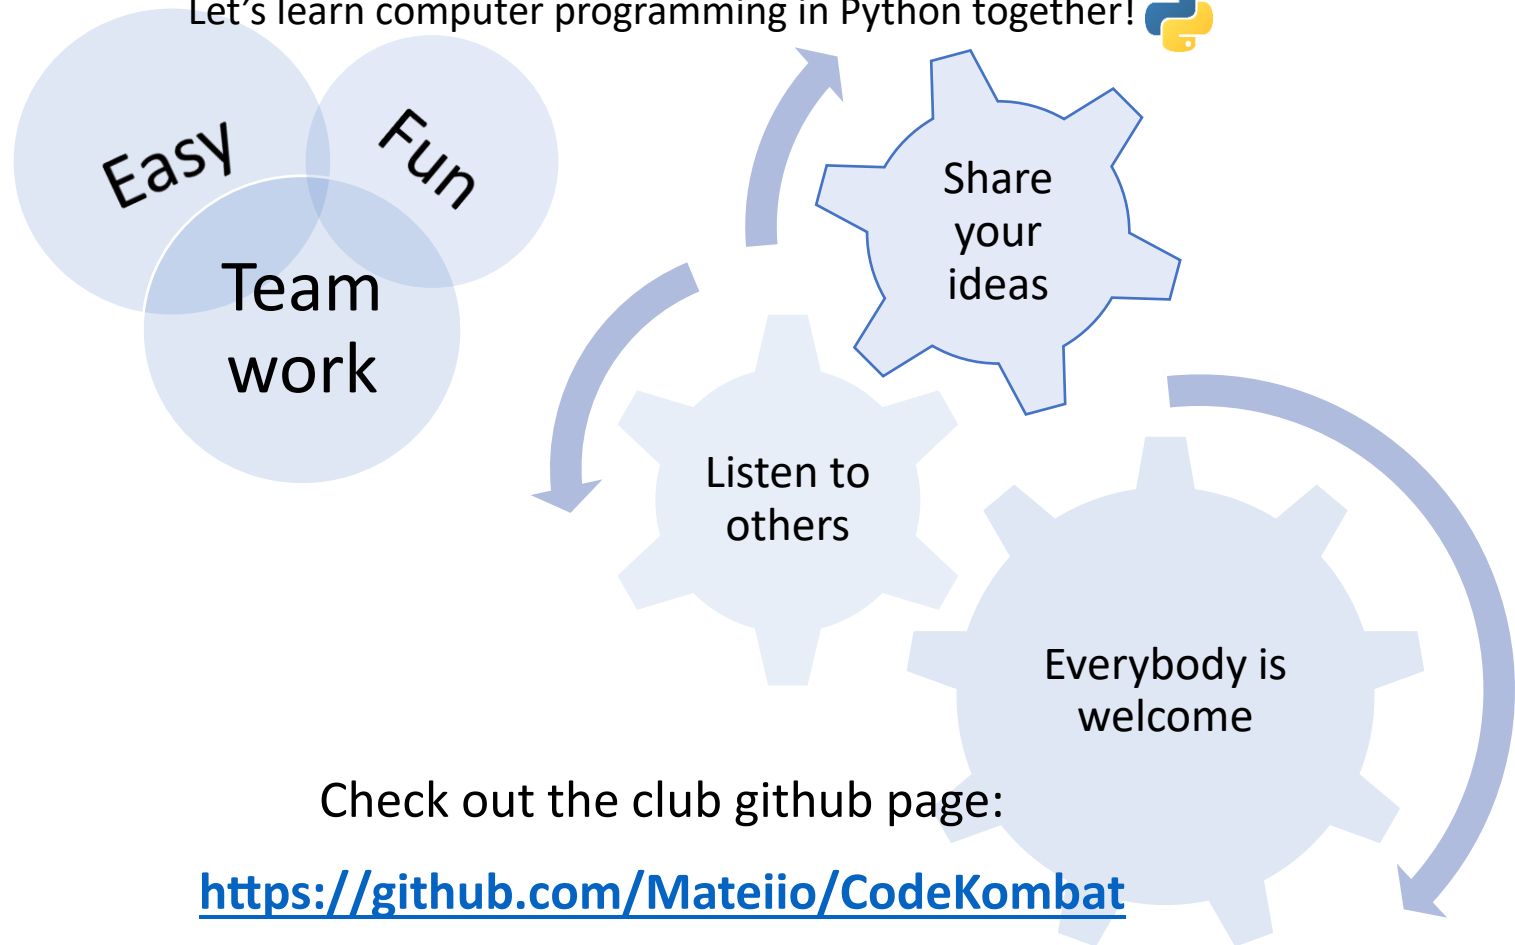 Let's learn computer programming in Python together!
Easy
Fun
Team
work
Share
your
ideas
Listen to
others
Everybody is
welcome
Check out the club github page:
https://github.com/Mateiio/CodeKombat